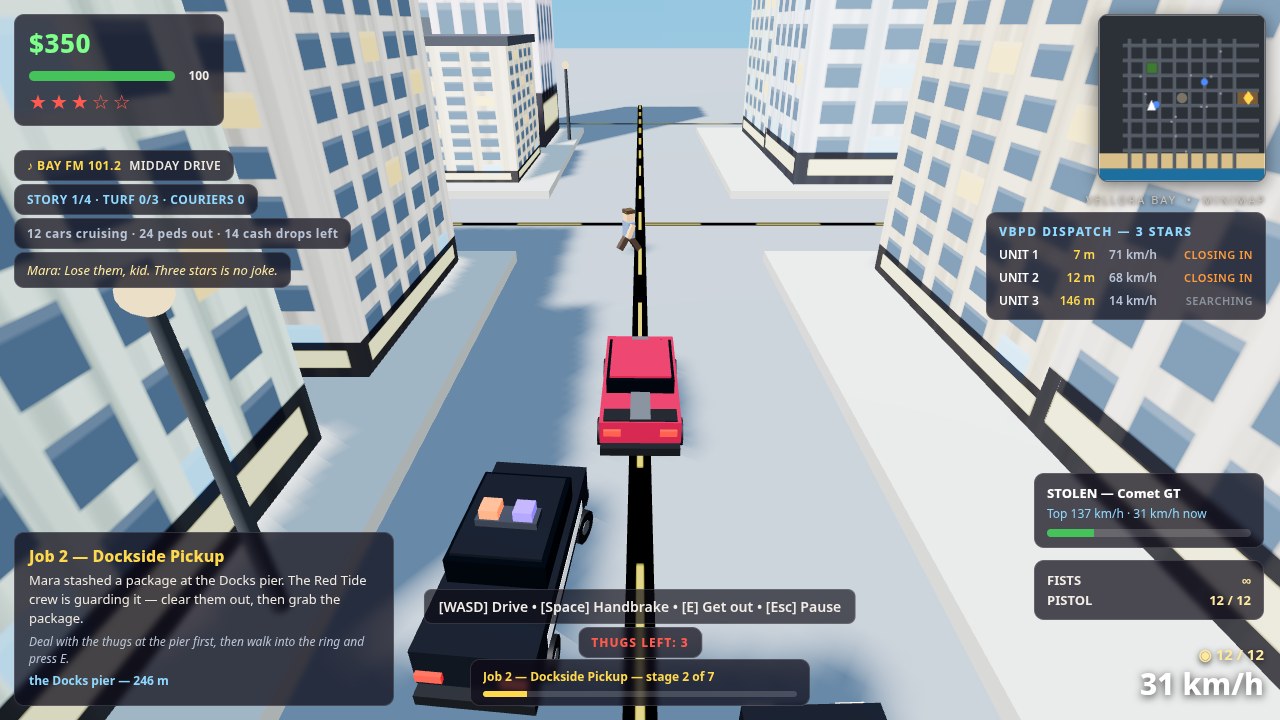 $350
100
★★★☆☆
♪ BAY FM 101.2 MIDDAY DRIVE
STORY 1/4 · TURF 0/3 · COURIERS 0
12 cars cruising · 24 peds out · 14 cash drops left
Mara: Lose them, kid. Three stars is no joke.
VELLORA BAY • MINIMAP
VBPD DISPATCH — 3 STARS
UNIT 1 7 m 71 km/h CLOSING IN
UNIT 2 12 m 68 km/h CLOSING IN
UNIT 3 146 m 14 km/h SEARCHING
STOLEN — Comet GT
Top 137 km/h · 31 km/h now
FISTS ∞
PISTOL 12 / 12
◉ 12 / 12
31 km/h
Job 2 — Dockside Pickup
Mara stashed a package at the Docks pier. The Red Tide
crew is guarding it — clear them out, then grab the
package.
Deal with the thugs at the pier first, then walk into the ring and
press E.
the Docks pier — 246 m
[WASD] Drive • [Space] Handbrake • [E] Get out • [Esc] Pause
THUGS LEFT: 3
Job 2 — Dockside Pickup — stage 2 of 7